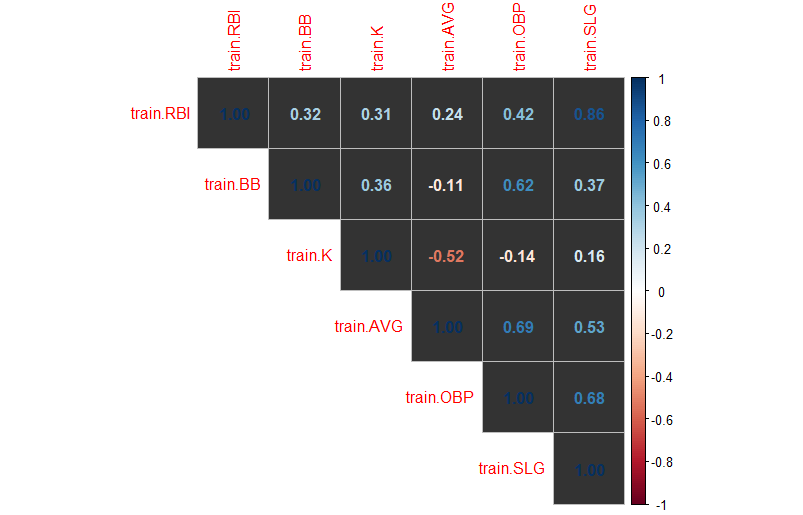 train.RBI train.BB train.K train.AVG train.OBP train.SLG
train.RBI 1.00 0.32 0.31 0.24 0.42 0.86
train.BB 1.00 0.36 -0.11 0.62 0.37
train.K 1.00 -0.52 -0.14 0.16
train.AVG 1.00 0.69 0.53
train.OBP 1.00 0.68
train.SLG 1.00
1
0.8
0.6
0.4
0.2
0
-0.2
-0.4
-0.6
-0.8
-1